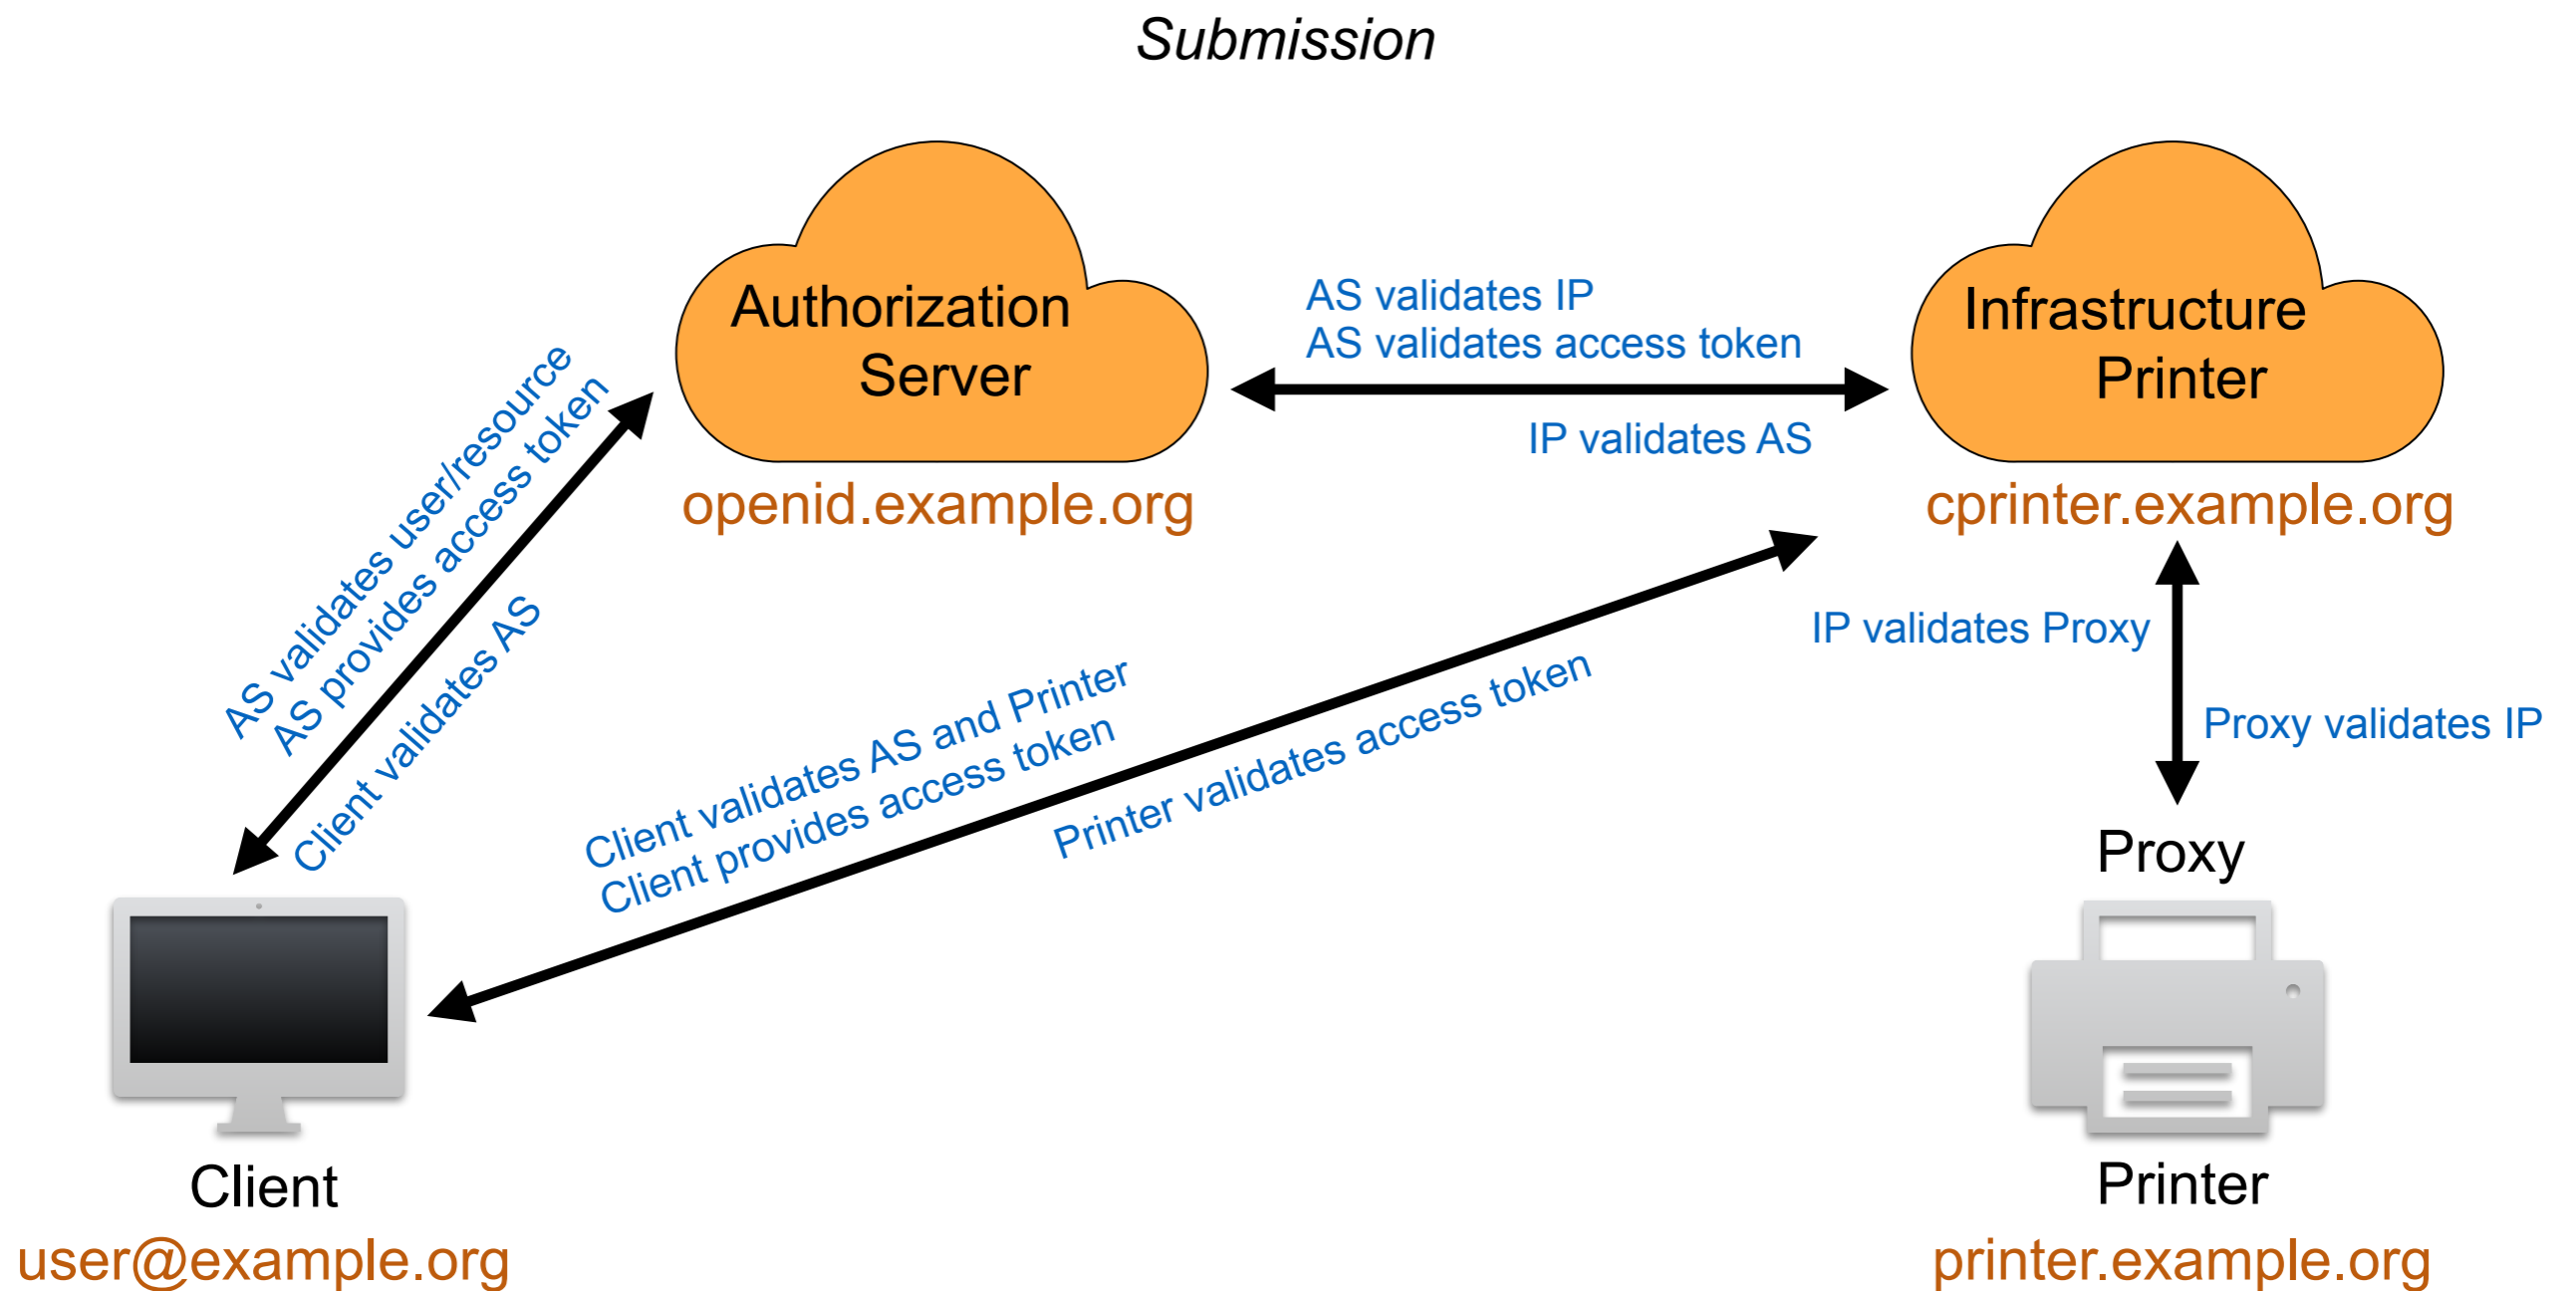 Submission
Authorization
Server
openid.example.org
AS validates IP
AS validates access token
IP validates AS
Infrastructure
Printer
cprinter.example.org
AS validates user/resource
AS provides access token
Client validates AS
Client validates AS and Printer
Client provides access token
Printer validates access token
IP validates Proxy
Proxy validates IP
Proxy
Client
user@example.org
Printer
printer.example.org